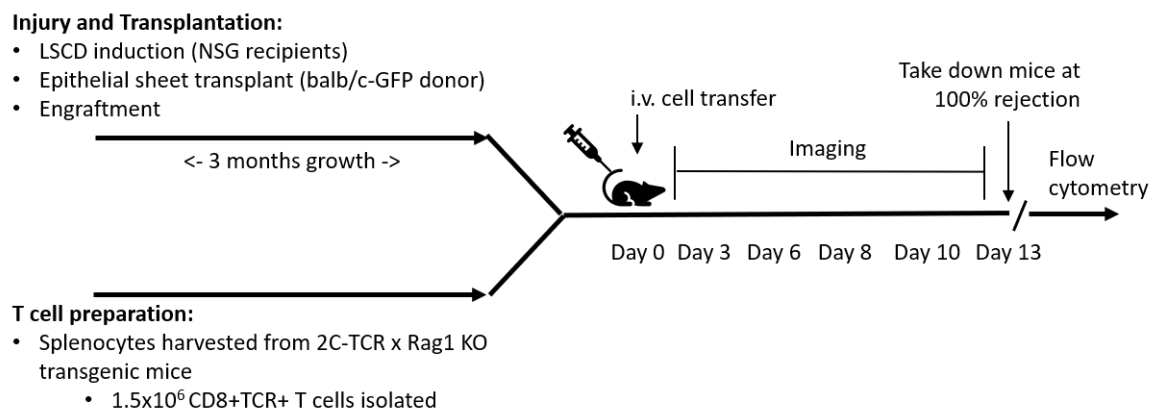 Injury and Transplantation:
• LSCD induction (NSG recipients)
• Epithelial sheet transplant (balb/c-GFP donor)
• Engraftment
<- 3 months growth ->
i.v. cell transfer
Imaging
Take down mice at
100% rejection
Flow
cytometry
Day 0 Day 3 Day 6 Day 8 Day 10 Day 13
T cell preparation:
• Splenocytes harvested from 2C-TCR x Rag1 KO
transgenic mice
• 1.5x10⁶ CD8+TCR+ T cells isolated